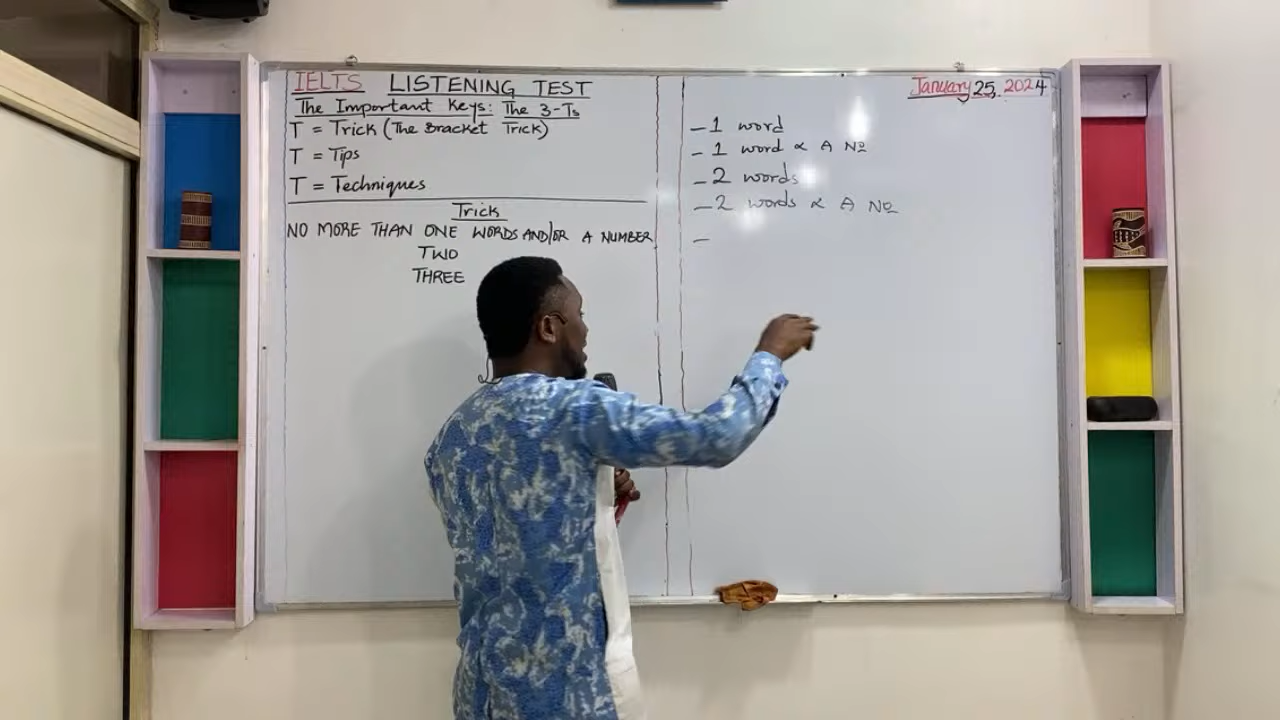 IELTS LISTENING TEST
The Important Keys: The 3-Ts
T = Trick (The Bracket Trick)
T = Tips
T = Techniques
Trick
NO MORE THAN ONE WORDS AND/OR A NUMBER
TWO
THREE
January 25, 2024
- 1 word
- 1 word & A No
- 2 words
- 2 words & A No
-